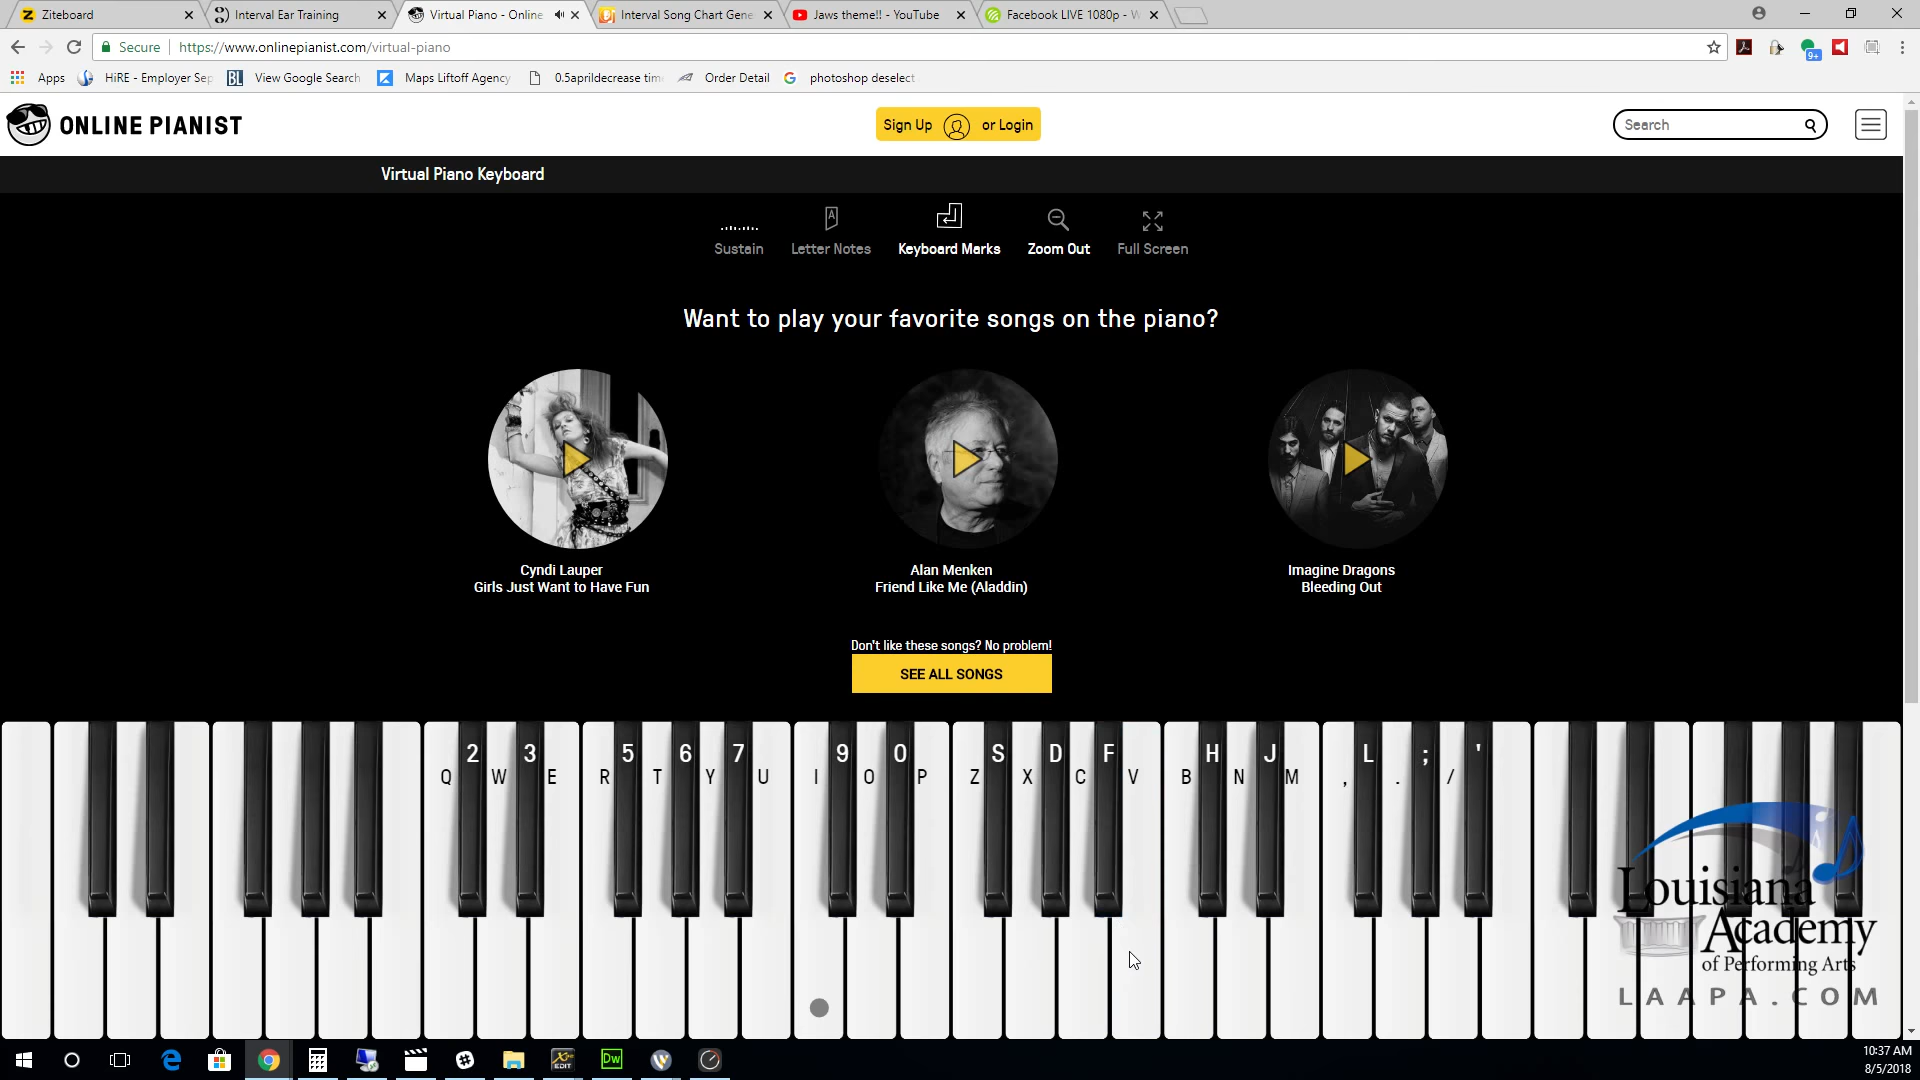 Ziteboard
Interval Ear Training
Virtual Piano - Online
Interval Song Chart Gene
Jaws theme!! - YouTube
Facebook LIVE 1080p - W
Secure
https://www.onlinepianist.com/virtual-piano
9+
Apps
HiRE - Employer Sep
BL
View Google Search
Maps Liftoff Agency
0.5aprildecrease time
Order Detail
photoshop deselect
ONLINE PIANIST
Sign Up
or Login
Search
Virtual Piano Keyboard
A
Sustain
Letter Notes
Keyboard Marks
Zoom Out
Full Screen
Want to play your favorite songs on the piano?
Cyndi Lauper
Girls Just Want to Have Fun
Alan Menken
Friend Like Me (Aladdin)
Imagine Dragons
Bleeding Out
Don't like these songs? No problem!
SEE ALL SONGS
2 3 5 6 7 9 0 S D F H J L ; '
Q W E R T Y U I O P Z X C V B N M , . /
Louisiana
Academy
of Performing Arts
LAAPA.COM
EDIT
Dw
10:37 AM
8/5/2018